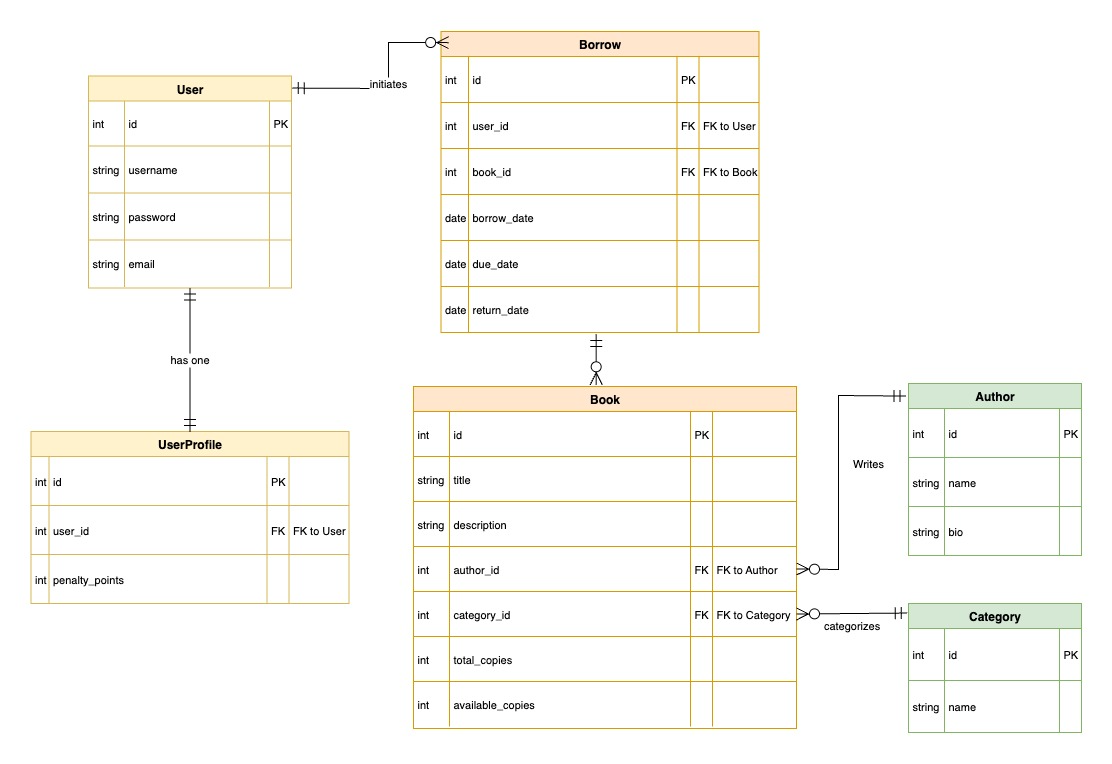 Borrow
int id PK
int user_id FK FK to User
int book_id FK FK to Book
date borrow_date
date due_date
date return_date
initiates
User
int id PK
string username
string password
string email
has one
UserProfile
int id PK
int user_id FK FK to User
int penalty_points
Book
int id PK
string title
string description
int author_id FK FK to Author
int category_id FK FK to Category
int total_copies
int available_copies
Writes
categorizes
Author
int id PK
string name
string bio
Category
int id PK
string name